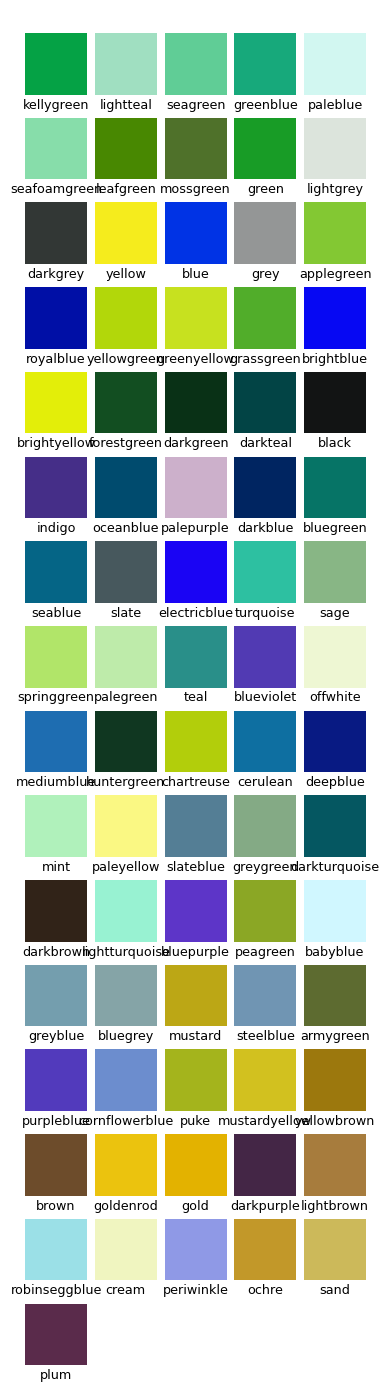 kellygreen lightteal seagreen greenblue paleblue
seafoamgreen leafgreen mossgreen green lightgrey
darkgrey yellow blue grey applegreen
royalblue yellowgreen greenyellow grassgreen brightblue
brightyellow forestgreen darkgreen darkteal black
indigo oceanblue palepurple darkblue bluegreen
seablue slate electricblue turquoise sage
springgreen palegreen teal blueviolet offwhite
mediumblue huntergreen chartreuse cerulean deepblue
mint paleyellow slateblue greygreen darkturquoise
darkbrown lightturquoise bluepurple peagreen babyblue
greyblue bluegrey mustard steelblue armygreen
purpleblue cornflowerblue puke mustardyellow yellowbrown
brown goldenrod gold darkpurple lightbrown
robinseggblue cream periwinkle ochre sand
plum